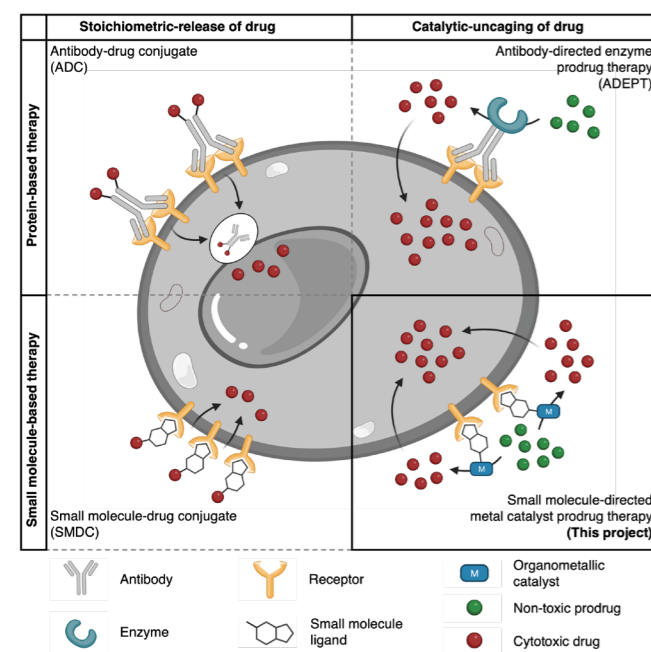 Stoichiometric-release of drug
Catalytic-uncaging of drug
Protein-based therapy
Antibody-drug conjugate
(ADC)
Antibody-directed enzyme
prodrug therapy
(ADEPT)
Small molecule-based therapy
M
M
Small molecule-drug conjugate
(SMDC)
Small molecule-directed
metal catalyst prodrug therapy
(This project)
Antibody
Receptor
M
Organometallic
catalyst
Enzyme
Small molecule
ligand
Non-toxic prodrug
Cytotoxic drug